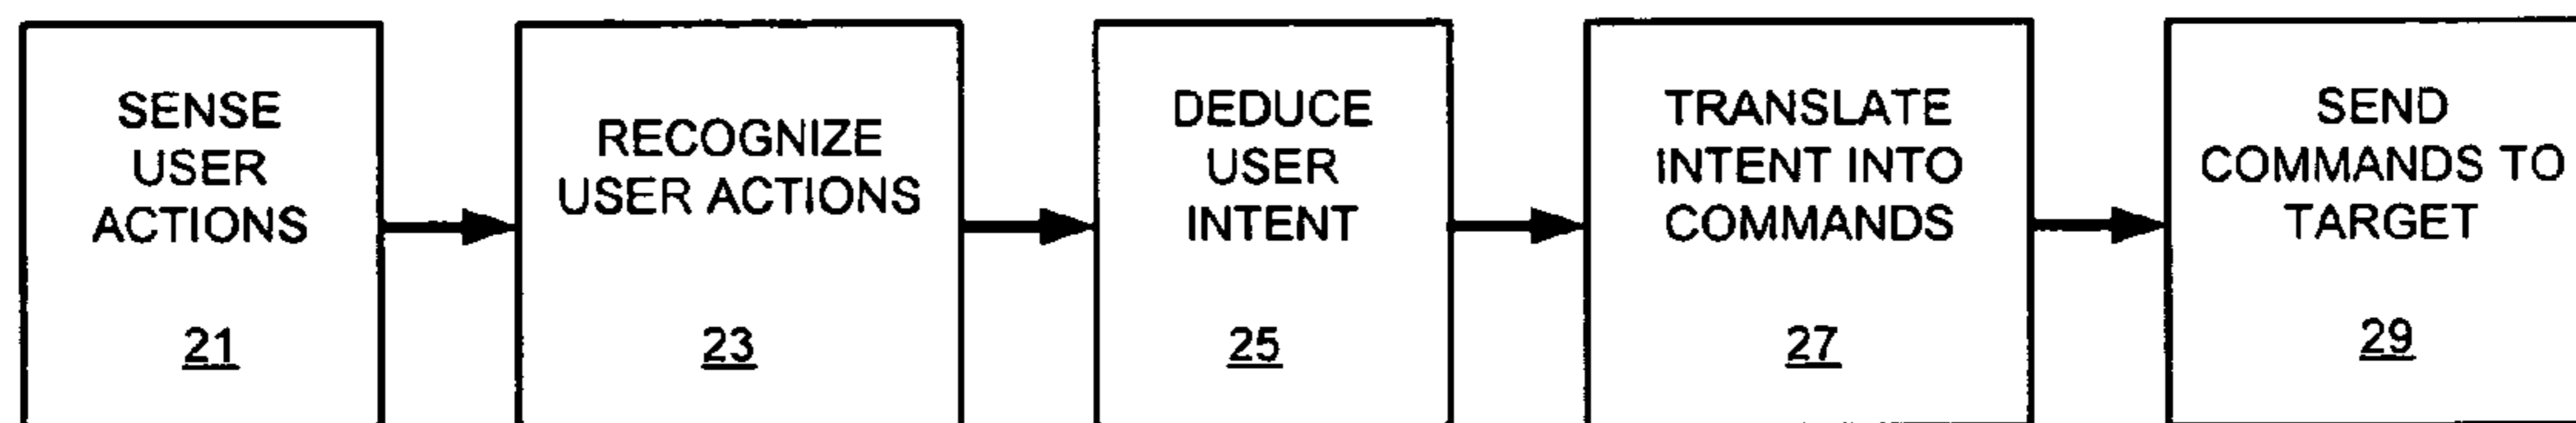 SENSE
USER
ACTIONS
21
RECOGNIZE
USER ACTIONS
23
DEDUCE
USER
INTENT
25
TRANSLATE
INTENT INTO
COMMANDS
27
SEND
COMMANDS TO
TARGET
29